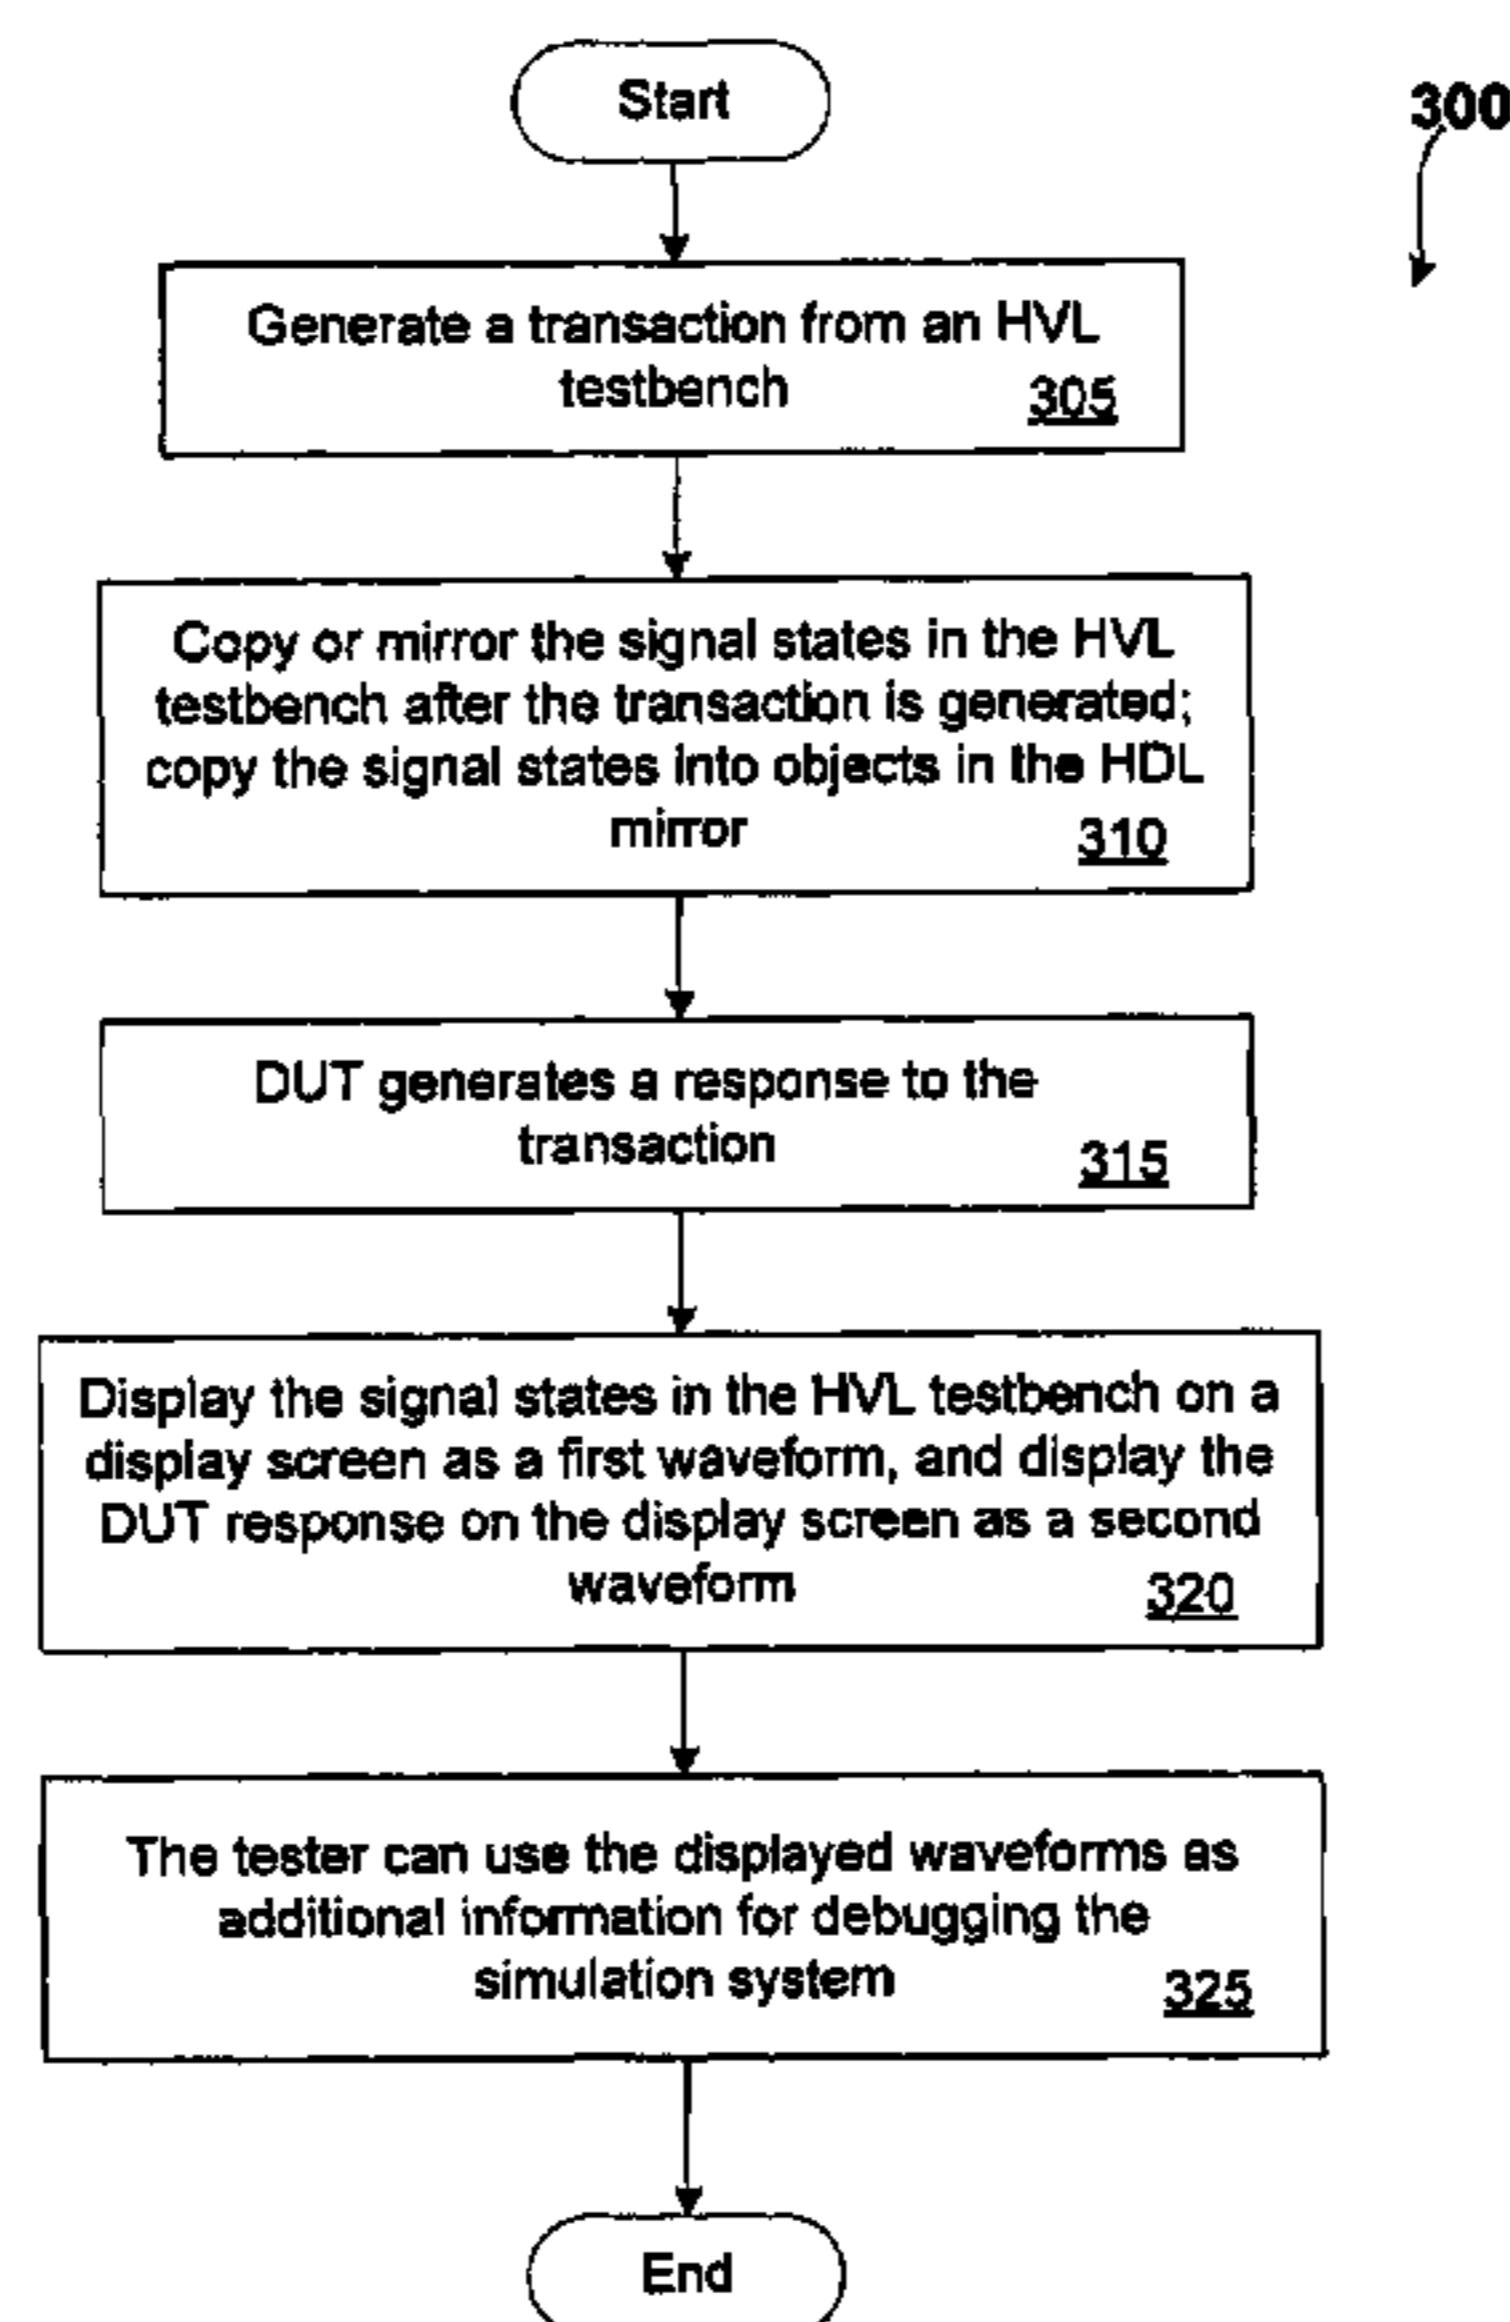 Start
300
Generate a transaction from an HVL
testbench 305
Copy or mirror the signal states in the HVL
testbench after the transaction is generated;
copy the signal states into objects in the HDL
mirror 310
DUT generates a response to the
transaction 315
Display the signal states in the HVL testbench on a
display screen as a first waveform, and display the
DUT response on the display screen as a second
waveform 320
The tester can use the displayed waveforms as
additional information for debugging the
simulation system 325
End